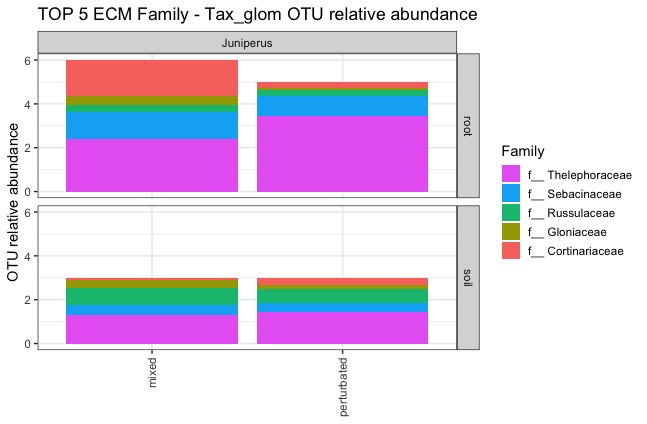 TOP 5 ECM Family - Tax_glom OTU relative abundance
Juniperus
OTU relative abundance
6
4
2
0
root
6
4
2
0
soil
mixed
perturbated
Family
f__ Thelephoraceae
f__ Sebacinaceae
f__ Russulaceae
f__ Gloniaceae
f__ Cortinariaceae